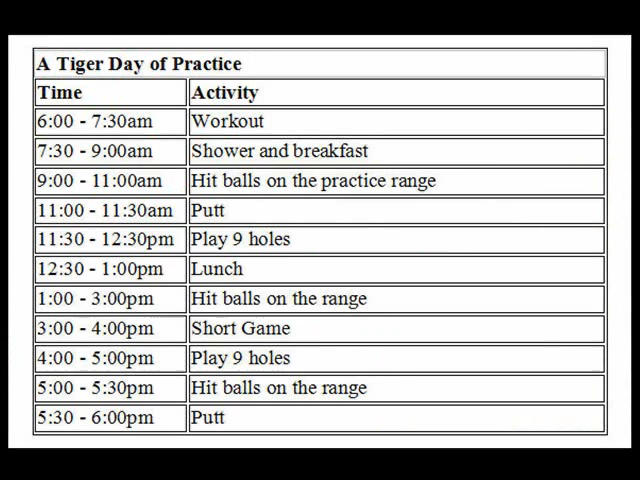 A Tiger Day of Practice
Time Activity
6:00 - 7:30am Workout
7:30 - 9:00am Shower and breakfast
9:00 - 11:00am Hit balls on the practice range
11:00 - 11:30am Putt
11:30 - 12:30pm Play 9 holes
12:30 - 1:00pm Lunch
1:00 - 3:00pm Hit balls on the range
3:00 - 4:00pm Short Game
4:00 - 5:00pm Play 9 holes
5:00 - 5:30pm Hit balls on the range
5:30 - 6:00pm Putt